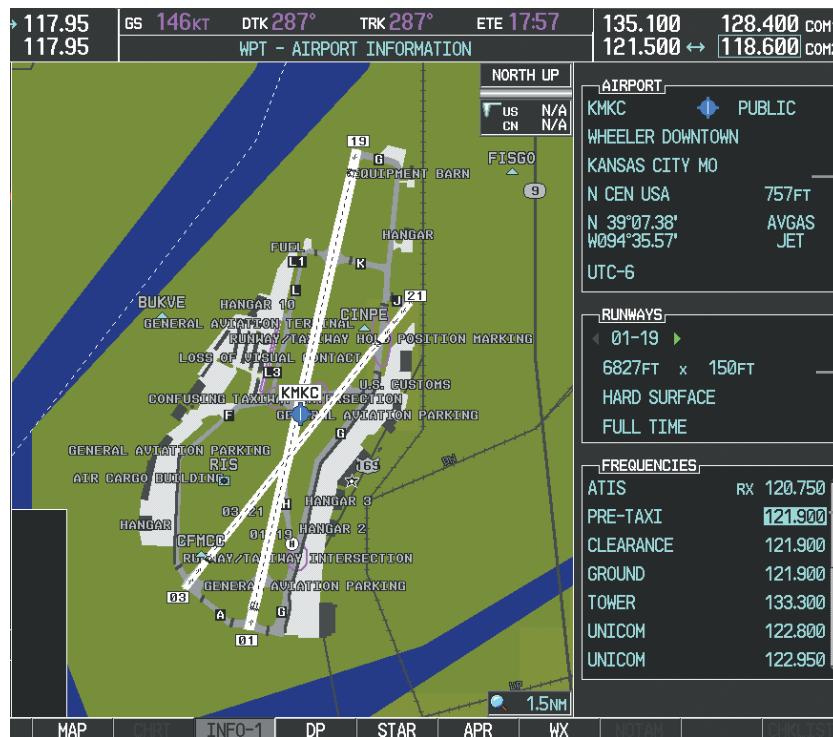 117.95 GS 146KT DTK 287° TRK 287° ETE 17:57 135.100 128.400 COM1
117.95 WPT - AIRPORT INFORMATION 121.500 ↔ 118.600 COM2
NORTH UP
US N/A
CN N/A
19
G
EQUIPMENT BARN
FISGO
9
HANGAR
FUEL
L1
K
L
J
21
BUKVE
HANGAR 10
CINPE
GENERAL AVIATION TERMINAL
RUNWAY/TAXIWAY HOLD POSITION MARKING
LOSS OF VISUAL CONTACT
L3
U.S. CUSTOMS
KMKC
CONFUSING TAXIWAY INTERSECTION
F
GENERAL AVIATION PARKING
G
GENERAL AVIATION PARKING
RIS
169
BN
AIR CARGO BUILDING
H
HANGAR 3
03-21
HANGAR
01-19
HANGAR 2
H
CFMCC
RUNWAY/TAXIWAY INTERSECTION
GENERAL AVIATION PARKING
03
A
G
01
1.5NM
AIRPORT
KMKC PUBLIC
WHEELER DOWNTOWN
KANSAS CITY MO
N CEN USA 757FT
N 39°07.38' AVGAS
W094°35.57' JET
UTC-6
RUNWAYS
01-19
6827FT x 150FT
HARD SURFACE
FULL TIME
FREQUENCIES
ATIS RX 120.750
PRE-TAXI 121.900
CLEARANCE 121.900
GROUND 121.900
TOWER 133.300
UNICOM 122.800
UNICOM 122.950
MAP CHRT INFO-1 DP STAR APR WX NOTAM CHKLIST